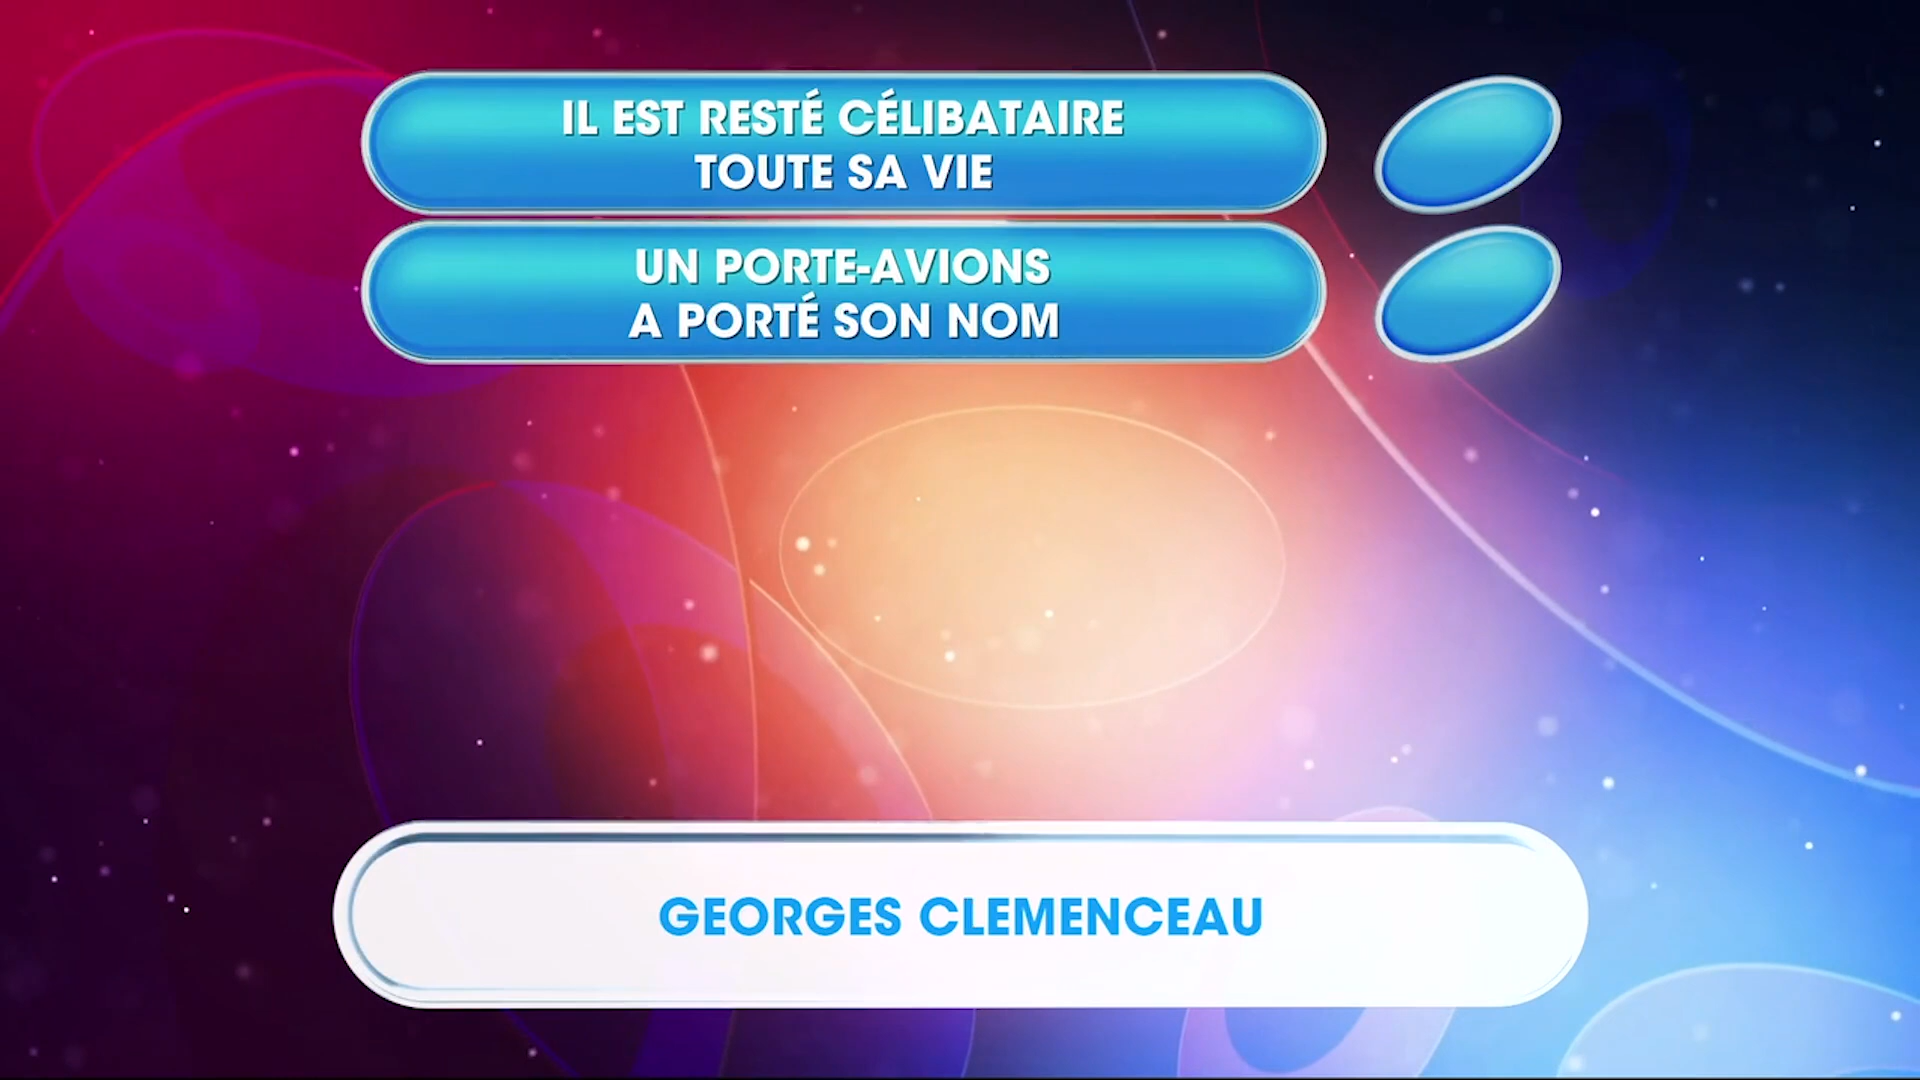 IL EST RESTÉ CÉLIBATAIRE
TOUTE SA VIE
UN PORTE-AVIONS
A PORTÉ SON NOM
GEORGES CLEMENCEAU